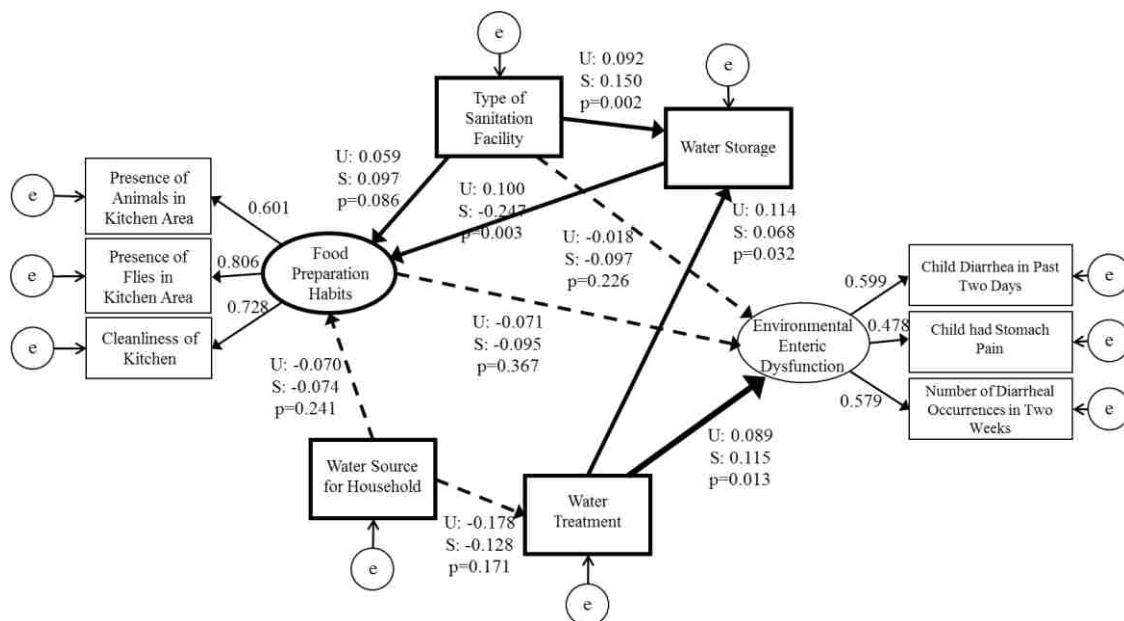 e
Type of
Sanitation
Facility
U: 0.092
S: 0.150
p=0.002
e
Water Storage
e
Presence of
Animals in
Kitchen Area
0.601
U: 0.059
S: 0.097
p=0.086
U: 0.100
S: -0.247
p=0.003
U: 0.114
S: 0.068
p=0.032
e
Presence of
Flies in
Kitchen Area
0.806
Food
Preparation
Habits
U: -0.018
S: -0.097
p=0.226
e
Cleanliness of
Kitchen
0.728
U: -0.071
S: -0.095
p=0.367
Environmental
Enteric
Dysfunction
0.599
Child Diarrhea in Past
Two Days
e
0.478
Child had Stomach
Pain
e
0.579
Number of Diarrheal
Occurrences in Two
Weeks
e
U: -0.070
S: -0.074
p=0.241
U: 0.089
S: 0.115
p=0.013
Water Source
for Household
e
U: -0.178
S: -0.128
p=0.171
Water
Treatment
e